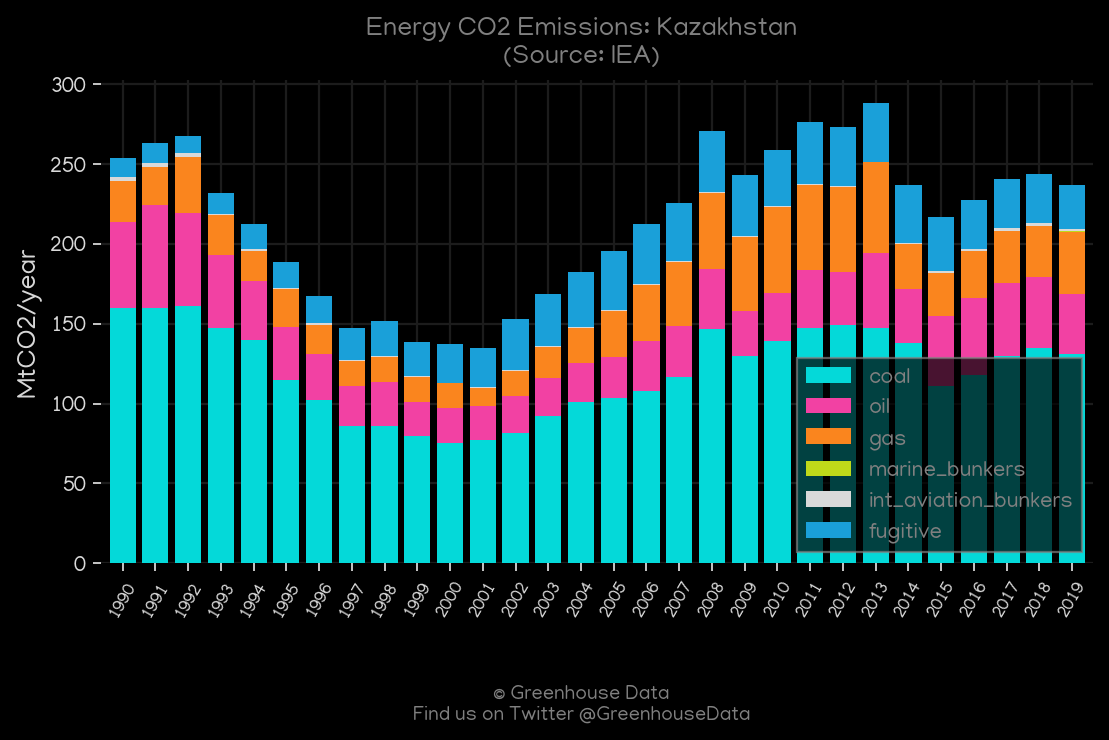 Energy CO2 Emissions: Kazakhstan
(Source: IEA)
MtCO2/year
300
250
200
150
100
50
0
coal
oil
gas
marine_bunkers
int_aviation_bunkers
fugitive
1990 1991 1992 1993 1994 1995 1996 1997 1998 1999 2000 2001 2002 2003 2004 2005 2006 2007 2008 2009 2010 2011 2012 2013 2014 2015 2016 2017 2018 2019
© Greenhouse Data
Find us on Twitter @GreenhouseData